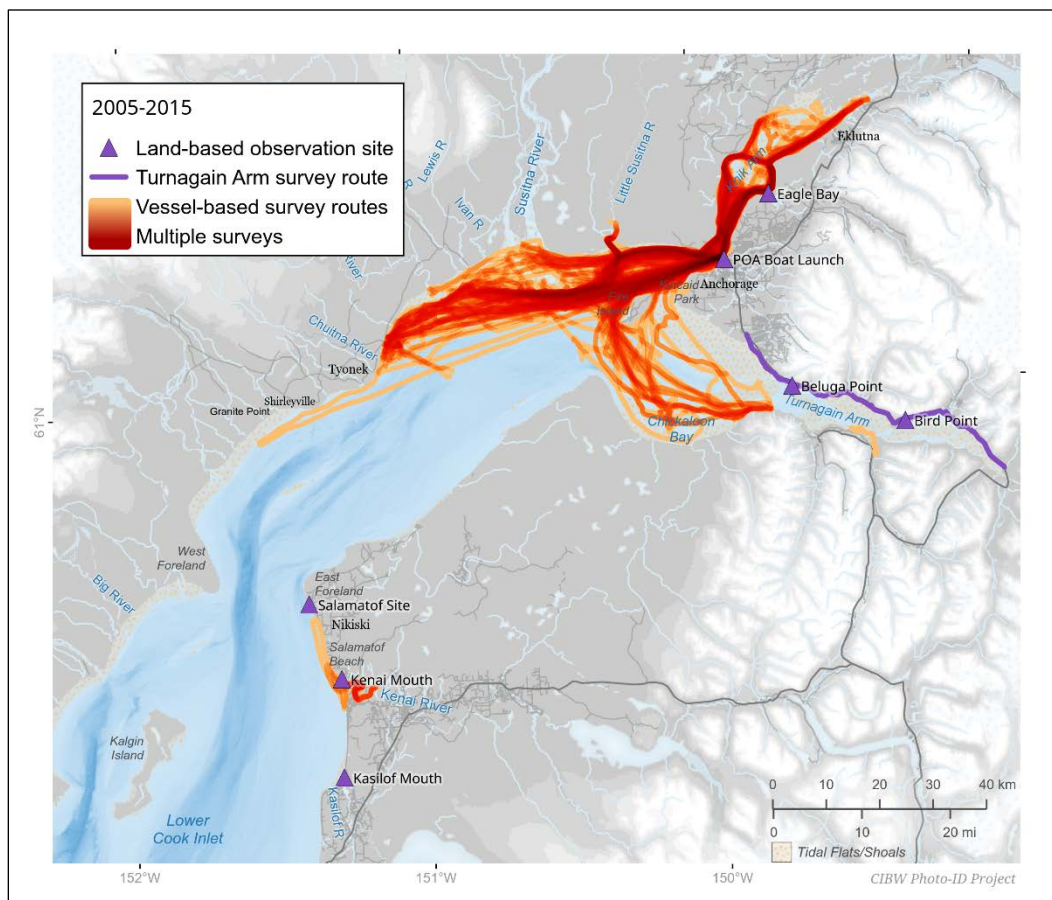 2005-2015
Land-based observation site
Turnagain Arm survey route
Vessel-based survey routes
Multiple surveys
Lewis R
R
Ivan R
Susitna River
Little Susitna R
River
Chuitna River
Tyonek
Shirleyville
Granite Point
Eklutna
Arm
Eagle Bay
POA Boat Launch
Anchorage
Park
Island
Beluga Point
Turnagain Arm
Bird Point
Chickaloon
Bay
61°N
West
Foreland
Big River
East
Foreland
Salamatof Site
Nikiski
Salamatof
Beach
Kenai Mouth
Kenai River
Kalgin
Island
Kasilof Mouth
Kasilof R
Lower
Cook Inlet
0 10 20 30 40 km
0 10 20 mi
Tidal Flats/Shoals
152°W 151°W 150°W
CIBW Photo-ID Project